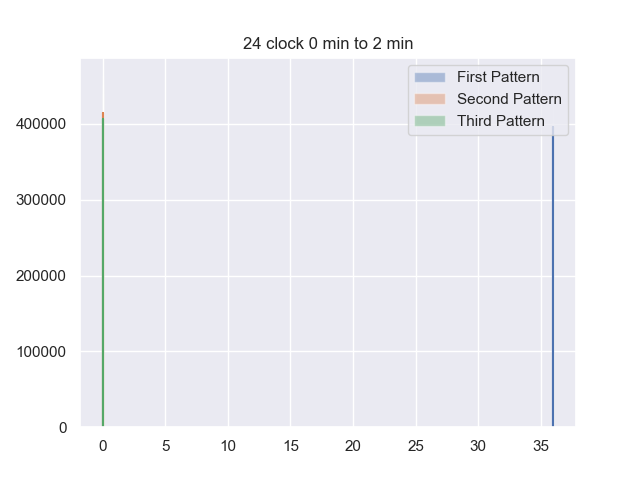 24 clock 0 min to 2 min
First Pattern
Second Pattern
Third Pattern
400000
300000
200000
100000
0
0 5 10 15 20 25 30 35